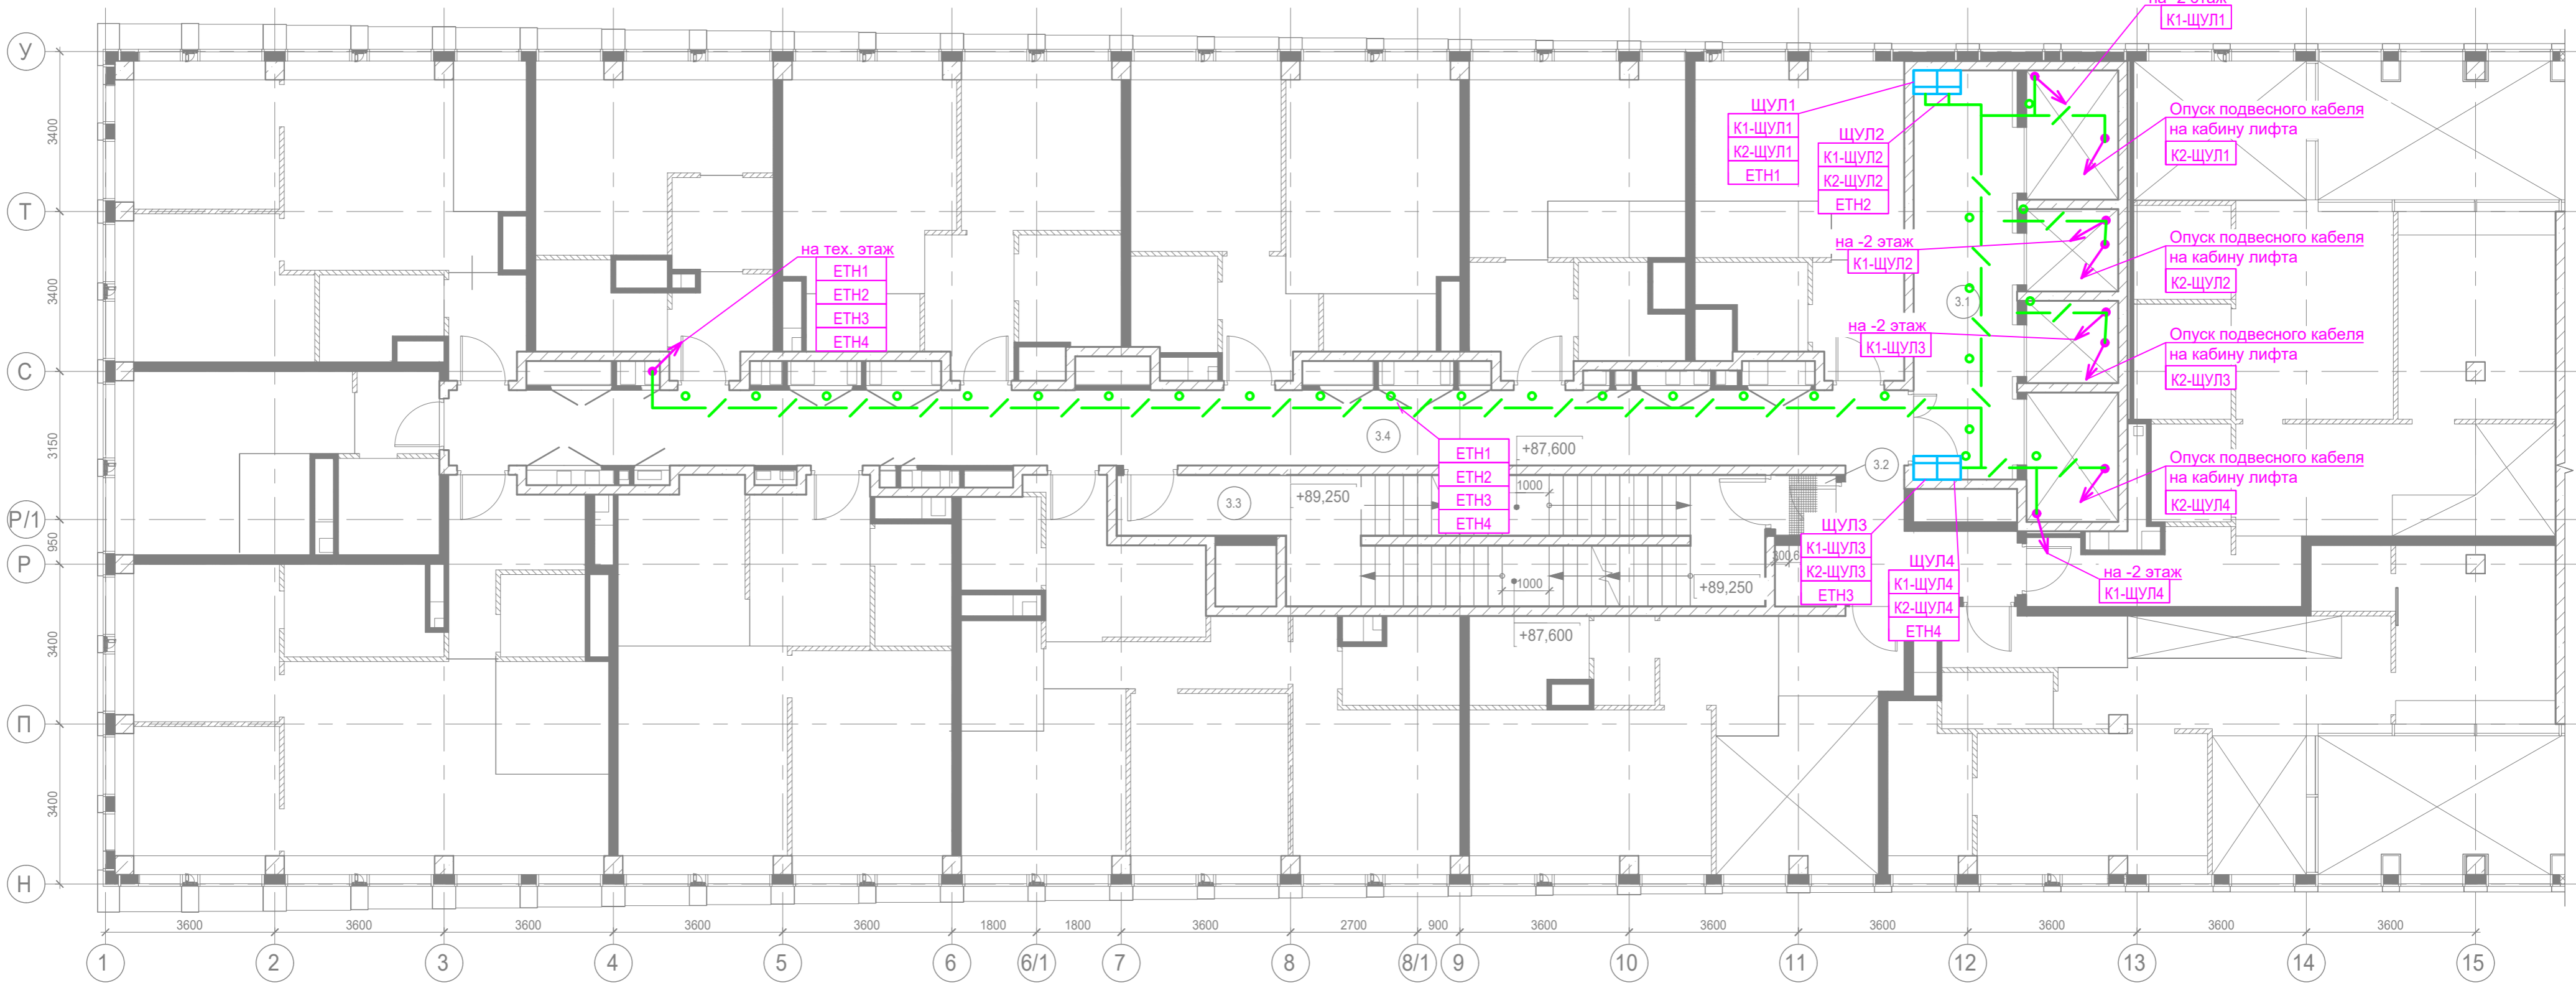 на -2 этаж
К1-ЩУЛ1
У
ЩУЛ1
К1-ЩУЛ1
К2-ЩУЛ1
ЕТН1
ЩУЛ2
К1-ЩУЛ2
К2-ЩУЛ2
ЕТН2
Опуск подвесного кабеля
на кабину лифта
К2-ЩУЛ1
3400
Т
на -2 этаж
К1-ЩУЛ2
Опуск подвесного кабеля
на кабину лифта
К2-ЩУЛ2
на тех. этаж
ЕТН1
ЕТН2
ЕТН3
ЕТН4
3400
3.1
на -2 этаж
К1-ЩУЛ3
Опуск подвесного кабеля
на кабину лифта
К2-ЩУЛ3
С
3150
3.4
ЕТН1
ЕТН2
ЕТН3
ЕТН4
+87,600
3.2
Опуск подвесного кабеля
на кабину лифта
К2-ЩУЛ4
3.3
+89,250
1000
Р/1
950
ЩУЛ3
К1-ЩУЛ3
К2-ЩУЛ3
ЕТН3
ЩУЛ4
К1-ЩУЛ4
К2-ЩУЛ4
ЕТН4
на -2 этаж
К1-ЩУЛ4
Р
1000
+89,250
+87,600
3400
П
3400
Н
3600
3600
3600
3600
3600
1800
1800
3600
2700
900
3600
3600
3600
3600
3600
3600
1
2
3
4
5
6
6/1
7
8
8/1
9
10
11
12
13
14
15